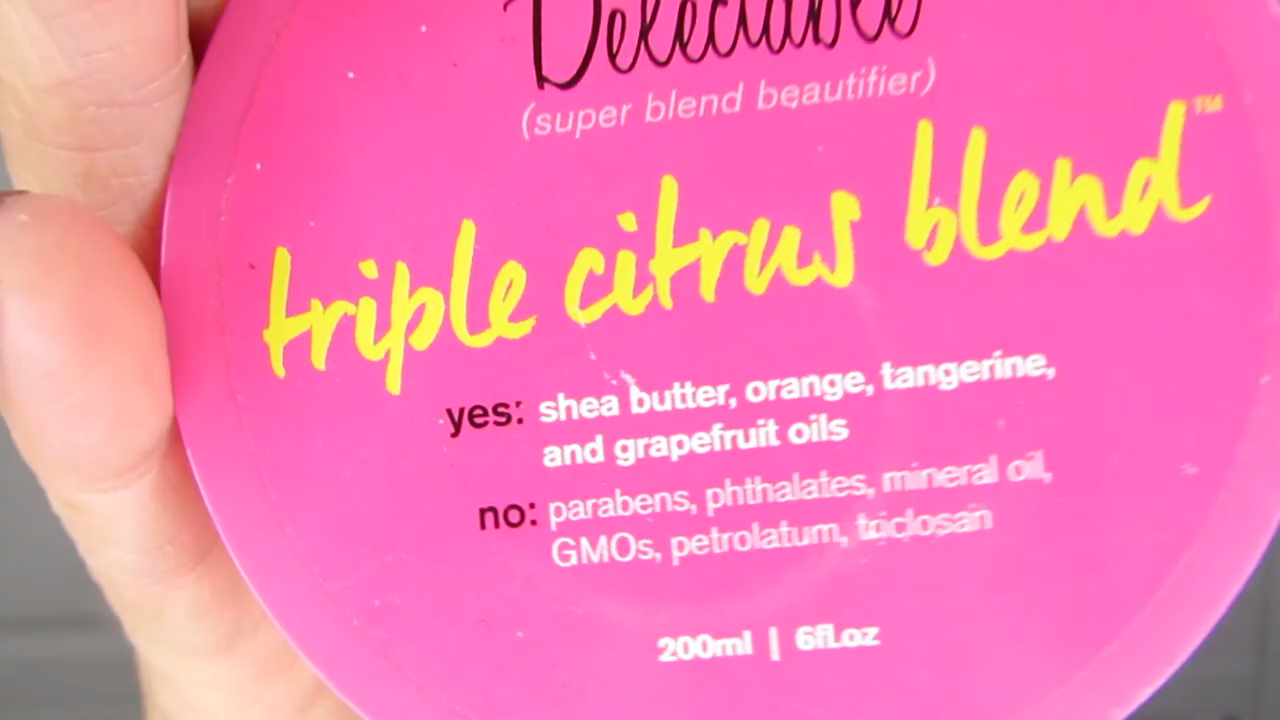 Delectable
(super blend beautifier)
triple citrus blend™
yes: shea butter, orange, tangerine,
and grapefruit oils
no: parabens, phthalates, mineral oil,
GMOs, petrolatum, triclosan
200ml | 6fl.oz